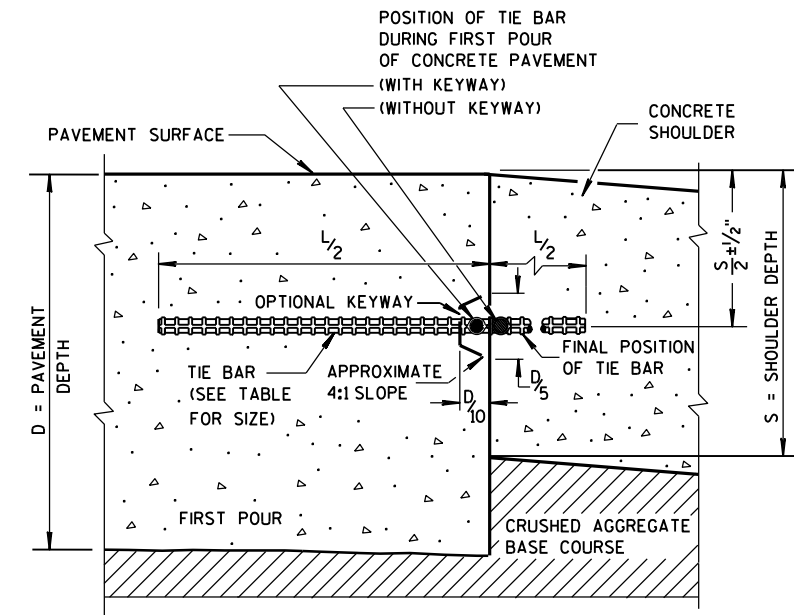 POSITION OF TIE BAR
DURING FIRST POUR
OF CONCRETE PAVEMENT
(WITH KEYWAY)
(WITHOUT KEYWAY)
CONCRETE
SHOULDER
PAVEMENT SURFACE
L/2
L/2
S/2 ±1/2"
OPTIONAL KEYWAY
TIE BAR
(SEE TABLE
FOR SIZE)
APPROXIMATE
4:1 SLOPE
D/10
D/5
FINAL POSITION
OF TIE BAR
D = PAVEMENT
DEPTH
S = SHOULDER DEPTH
FIRST POUR
CRUSHED AGGREGATE
BASE COURSE